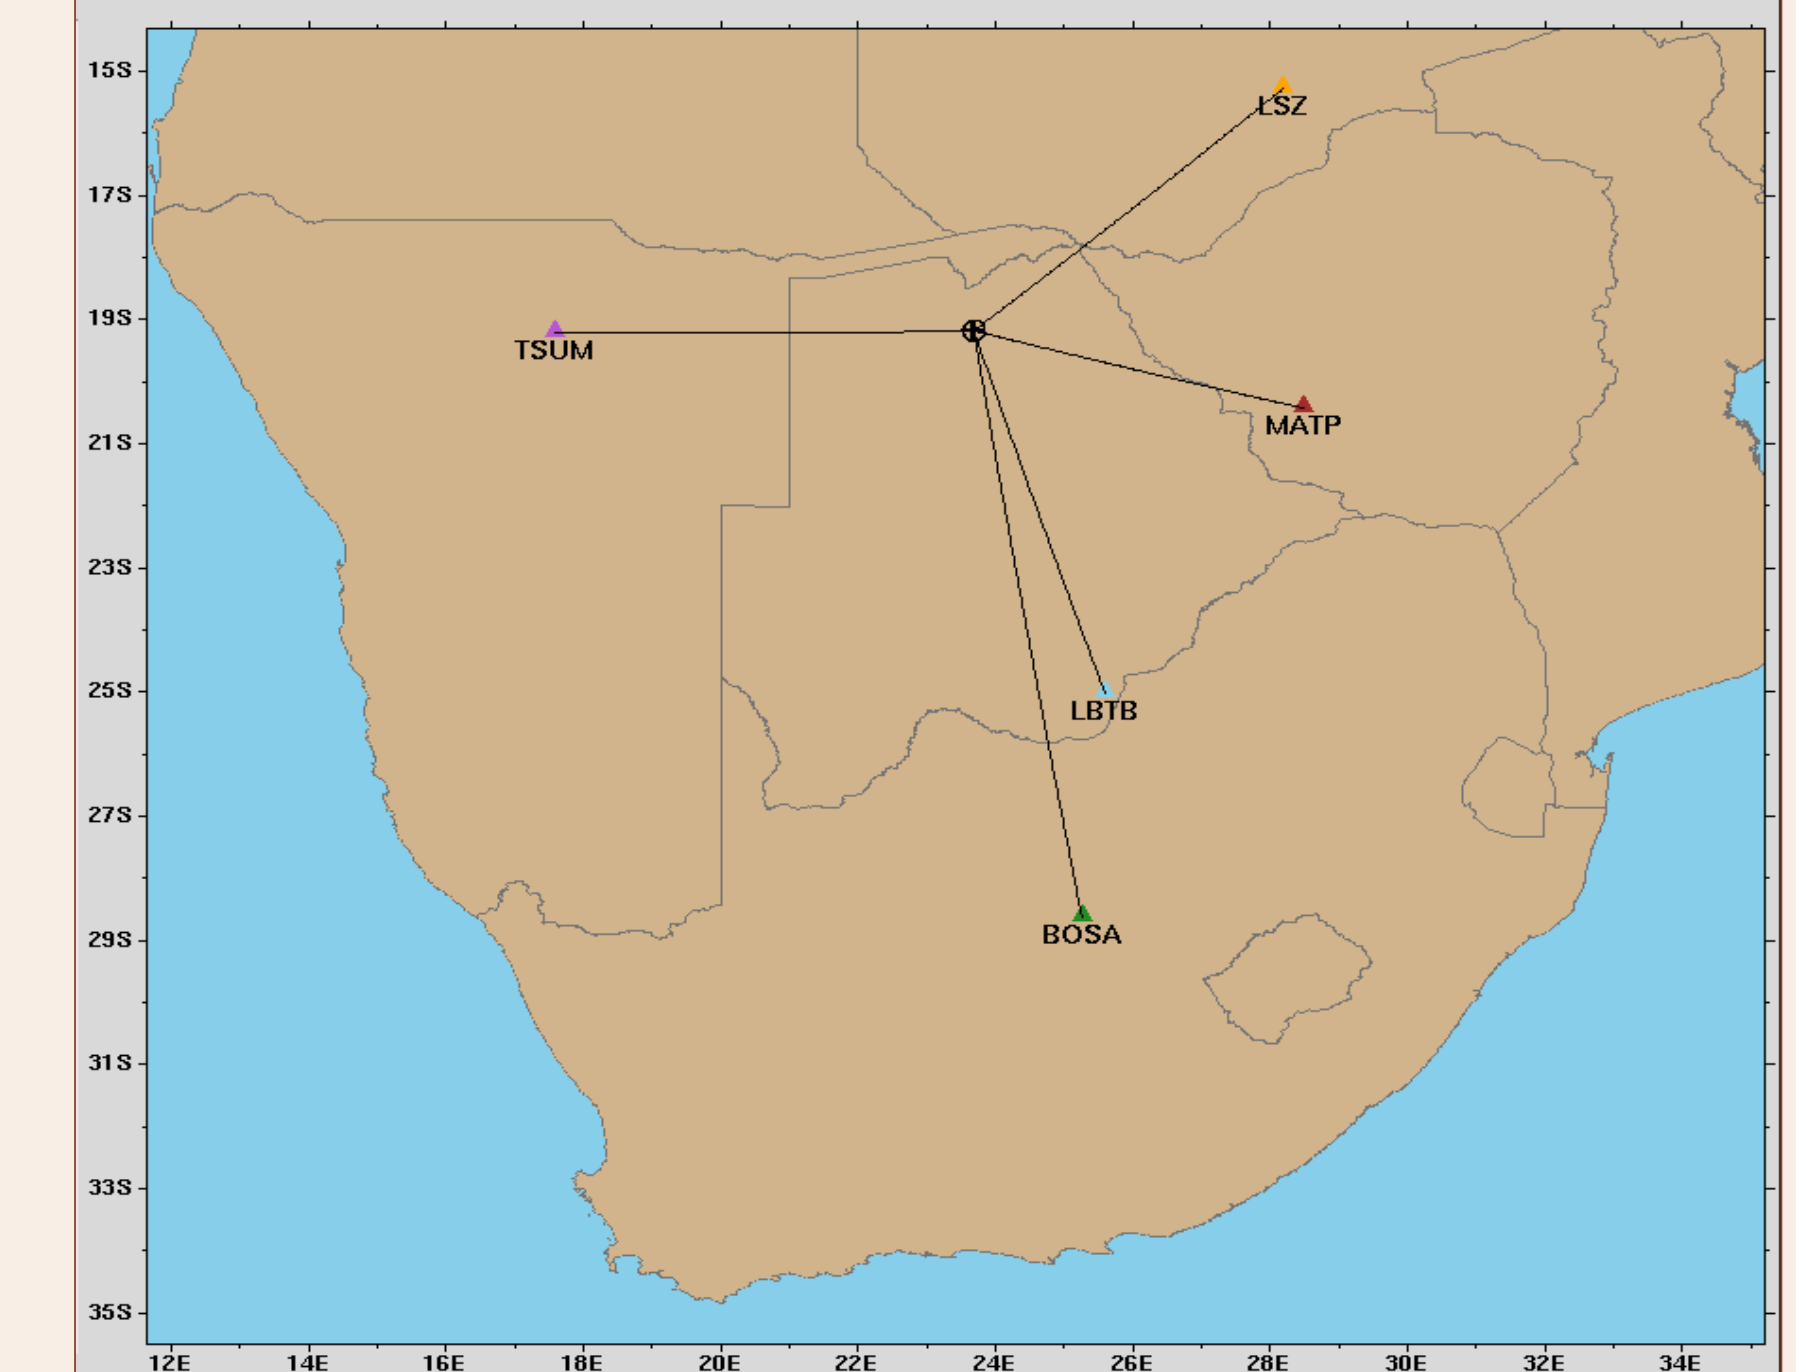 15S
LSZ
17S
19S
TSUM
MATP
21S
23S
25S
LBTB
27S
BOSA
29S
31S
33S
35S
12E 14E 16E 18E 20E 22E 24E 26E 28E 30E 32E 34E